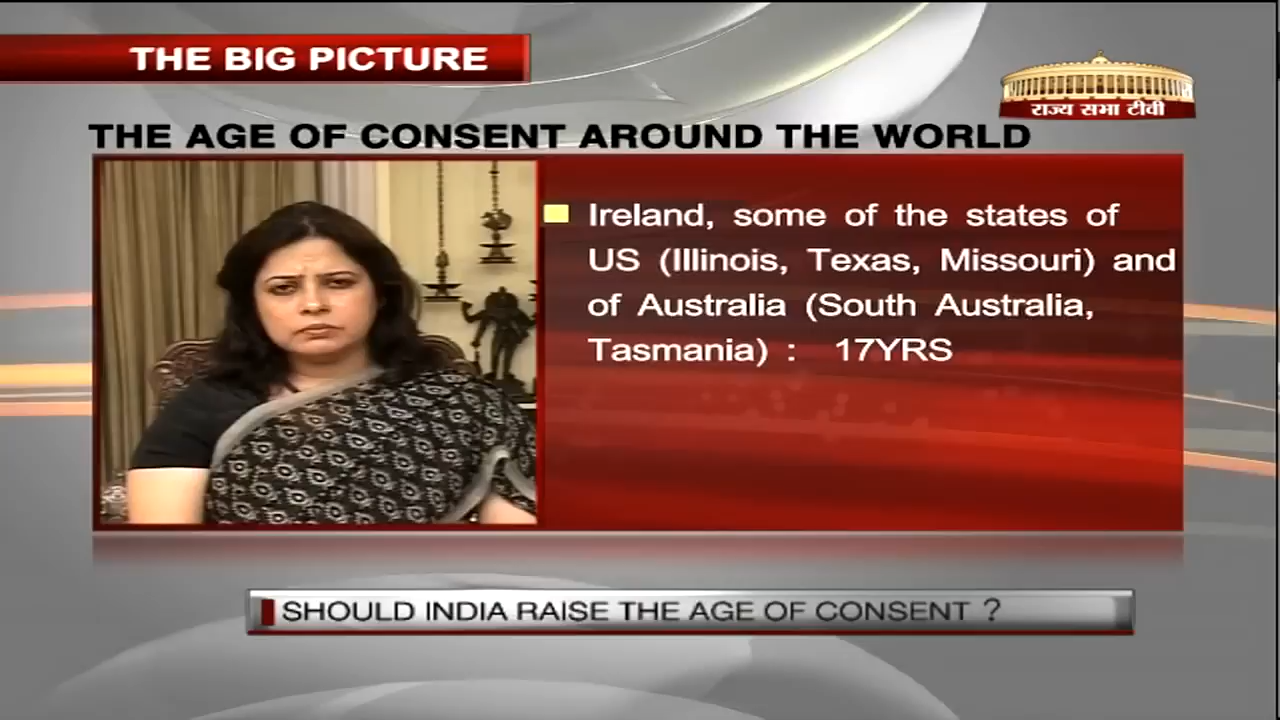 THE BIG PICTURE
राज्य सभा टीवी
THE AGE OF CONSENT AROUND THE WORLD
Ireland, some of the states of
US (Illinois, Texas, Missouri) and
of Australia (South Australia,
Tasmania) : 17YRS
SHOULD INDIA RAISE THE AGE OF CONSENT ?